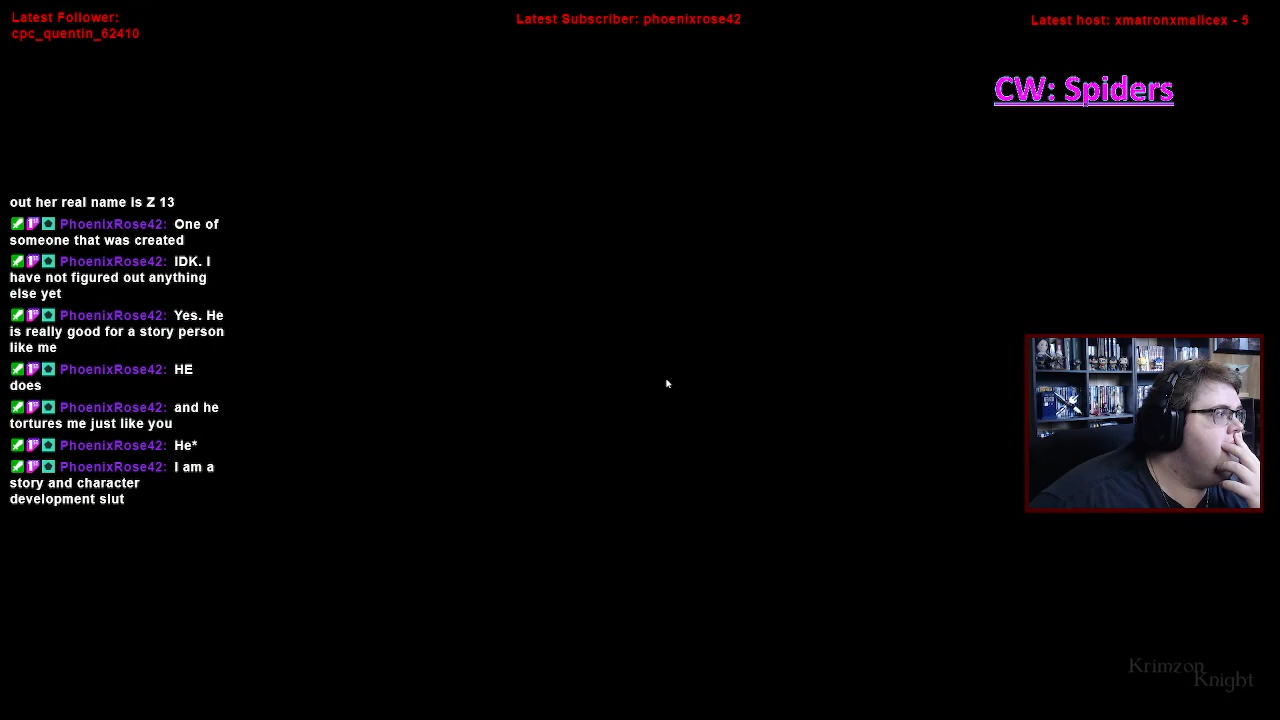 Latest Follower:
cpc_quentin_62410
Latest Subscriber: phoenixrose42
Latest host: xmatronxmalicex - 5
CW: Spiders
out her real name is Z 13
PhoenixRose42: One of
someone that was created
PhoenixRose42: IDK. I
have not figured out anything
else yet
PhoenixRose42: Yes. He
is really good for a story person
like me
PhoenixRose42: HE
does
PhoenixRose42: and he
tortures me just like you
PhoenixRose42: He*
PhoenixRose42: I am a
story and character
development slut
Krimzon
Knight